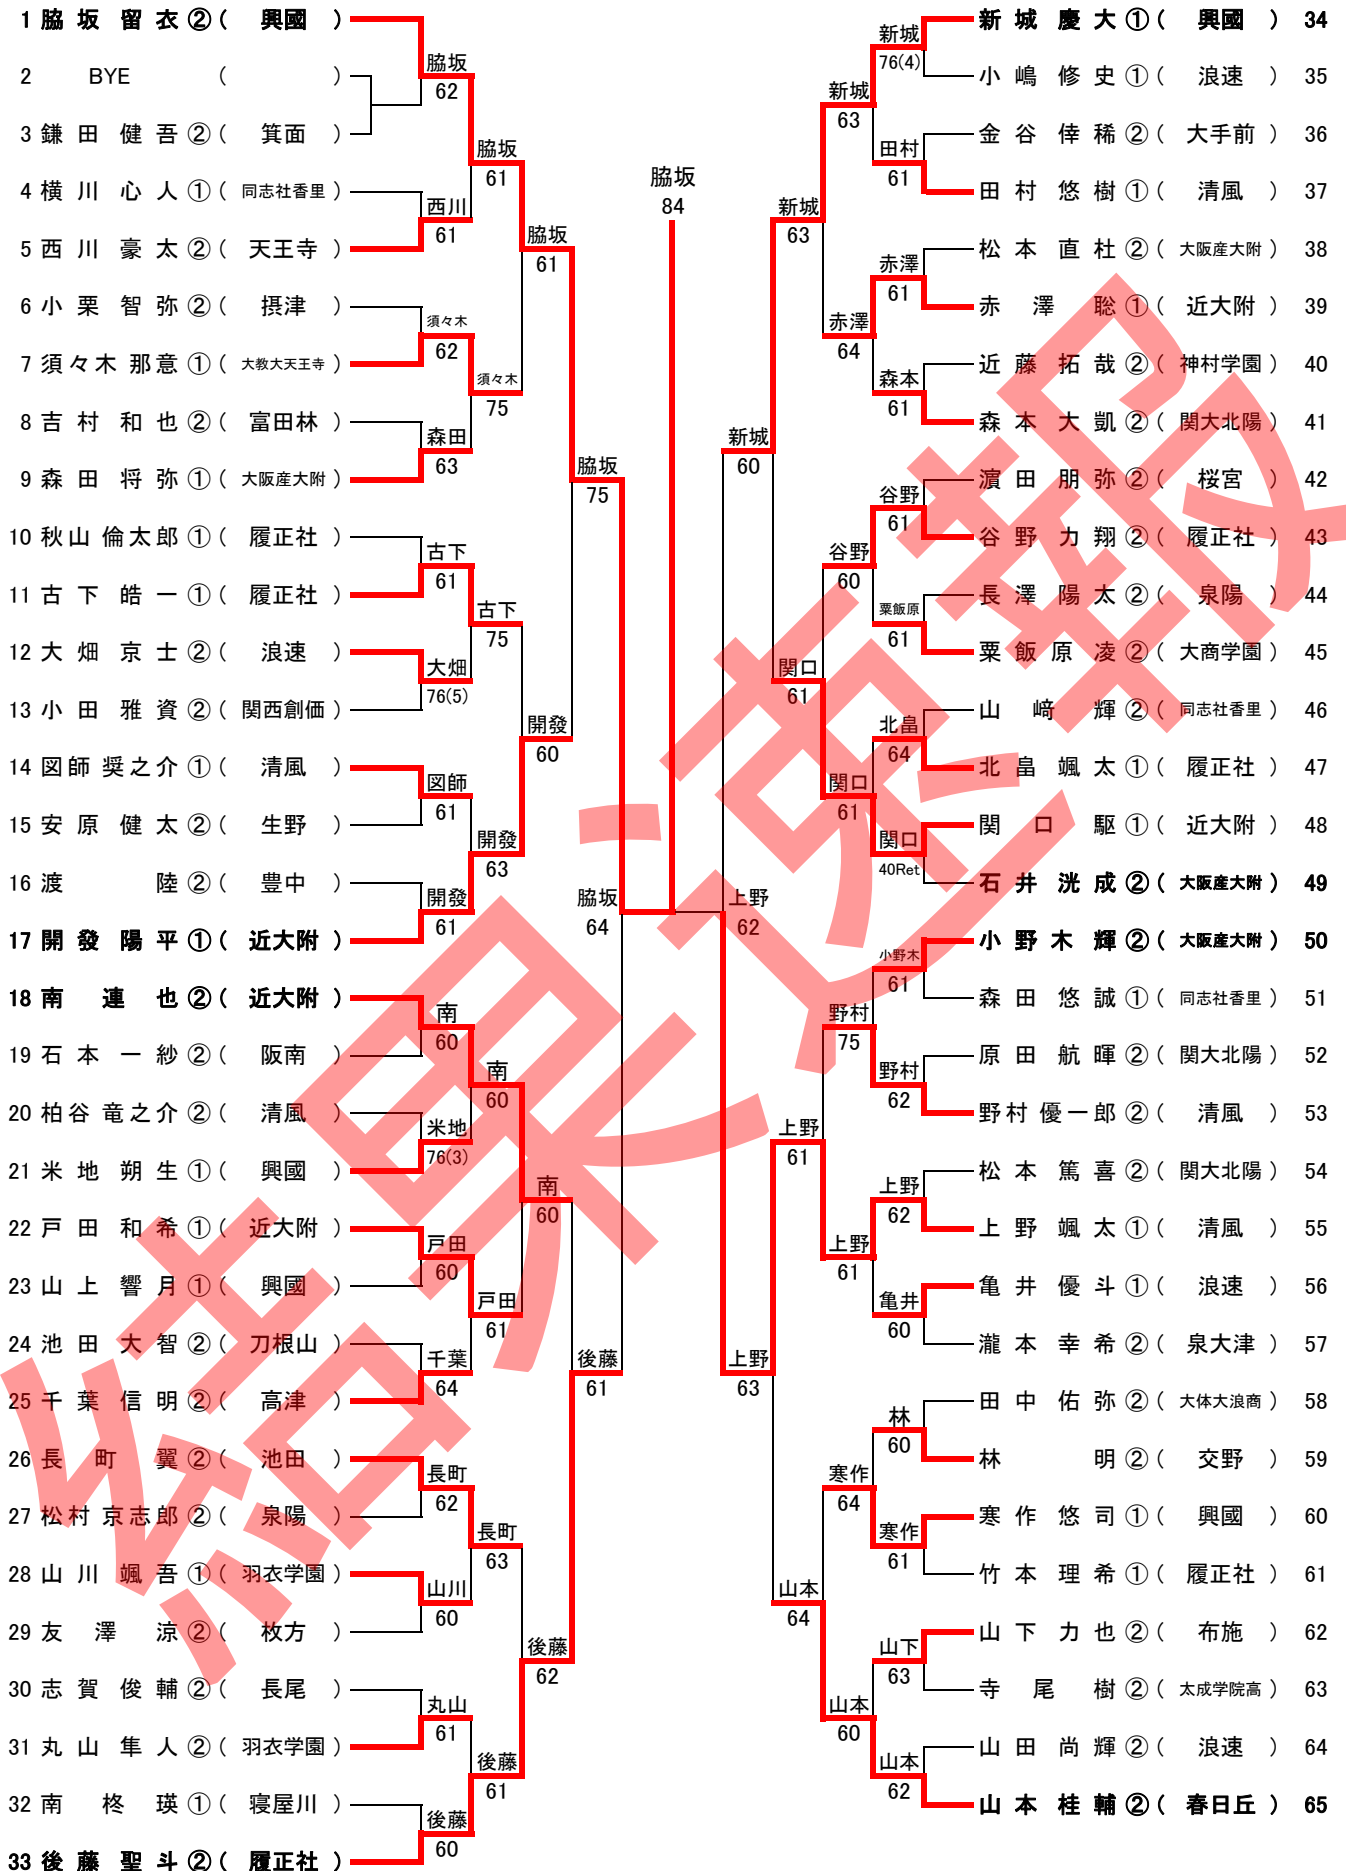 1 脇坂 留衣 ② ( 興國 )
2 BYE ( )
3 鎌田 健吾 ② ( 箕面 )
4 横川 心人 ① ( 同志社香里 )
5 西川 豪太 ② ( 天王寺 )
6 小栗 智弥 ② ( 摂津 )
7 須々木 那意 ① ( 大教大天王寺 )
8 吉村 和也 ② ( 富田林 )
9 森田 将弥 ① ( 大阪産大附 )
10 秋山 倫太郎 ① ( 履正社 )
11 古下 皓一 ① ( 履正社 )
12 大畑 京士 ② ( 浪速 )
13 小田 雅資 ② ( 関西創価 )
14 図師 奨之介 ① ( 清風 )
15 安原 健太 ② ( 生野 )
16 渡 陸 ② ( 豊中 )
17 開發 陽平 ① ( 近大附 )
18 南 連也 ② ( 近大附 )
19 石本 一紗 ② ( 阪南 )
20 柏谷 竜之介 ② ( 清風 )
21 米地 朔生 ① ( 興國 )
22 戸田 和希 ① ( 近大附 )
23 山上 響月 ① ( 興國 )
24 池田 大智 ② ( 刀根山 )
25 千葉 信明 ② ( 高津 )
26 長町 翼 ② ( 池田 )
27 松村 京志郎 ② ( 泉陽 )
28 山川 颯吾 ① ( 羽衣学園 )
29 友澤 涼 ② ( 枚方 )
30 志賀 俊輔 ② ( 長尾 )
31 丸山 隼人 ② ( 羽衣学園 )
32 南 柊瑛 ① ( 寝屋川 )
33 後藤 聖斗 ② ( 履正社 )
脇坂
62
西川
61
須々木
62
森田
63
古下
61
大畑
76(5)
図師
61
開發
61
南
60
米地
76(3)
戸田
60
千葉
64
長町
62
山川
60
丸山
61
後藤
60
脇坂
61
須々木
75
古下
75
開發
63
南
60
戸田
61
長町
63
後藤
61
脇坂
61
開發
60
南
60
後藤
62
脇坂
75
後藤
61
脇坂
64
脇坂
84
上野
62
新城
60
上野
63
新城
63
関口
61
上野
61
山本
64
新城
63
赤澤
64
谷野
60
関口
61
野村
75
上野
61
寒作
64
山本
60
新城
76(4)
田村
61
赤澤
61
森本
61
谷野
61
粟飯原
61
北畠
64
関口
40Ret
小野木
61
野村
62
上野
62
亀井
60
林
60
寒作
61
山下
63
山本
62
新城 慶大 ① ( 興國 ) 34
小嶋 修史 ① ( 浪速 ) 35
金谷 倖稀 ② ( 大手前 ) 36
田村 悠樹 ① ( 清風 ) 37
松本 直杜 ② ( 大阪産大附 ) 38
赤澤 聡 ① ( 近大附 ) 39
近藤 拓哉 ② ( 神村学園 ) 40
森本 大凱 ② ( 関大北陽 ) 41
濵田 朋弥 ② ( 桜宮 ) 42
谷野 力翔 ② ( 履正社 ) 43
長澤 陽太 ② ( 泉陽 ) 44
粟飯原 凌 ② ( 大商学園 ) 45
山﨑 輝 ② ( 同志社香里 ) 46
北畠 颯太 ① ( 履正社 ) 47
関口 駆 ① ( 近大附 ) 48
石井 洸成 ② ( 大阪産大附 ) 49
小野木 輝 ② ( 大阪産大附 ) 50
森田 悠誠 ① ( 同志社香里 ) 51
原田 航暉 ② ( 関大北陽 ) 52
野村 優一郎 ② ( 清風 ) 53
松本 篤喜 ② ( 関大北陽 ) 54
上野 颯太 ① ( 清風 ) 55
亀井 優斗 ① ( 浪速 ) 56
瀧本 幸希 ② ( 泉大津 ) 57
田中 佑弥 ② ( 大体大浪商 ) 58
林 明 ② ( 交野 ) 59
寒作 悠司 ① ( 興國 ) 60
竹本 理希 ① ( 履正社 ) 61
山下 力也 ② ( 布施 ) 62
寺尾 樹 ② ( 太成学院高 ) 63
山田 尚輝 ② ( 浪速 ) 64
山本 桂輔 ② ( 春日丘 ) 65
結果速報